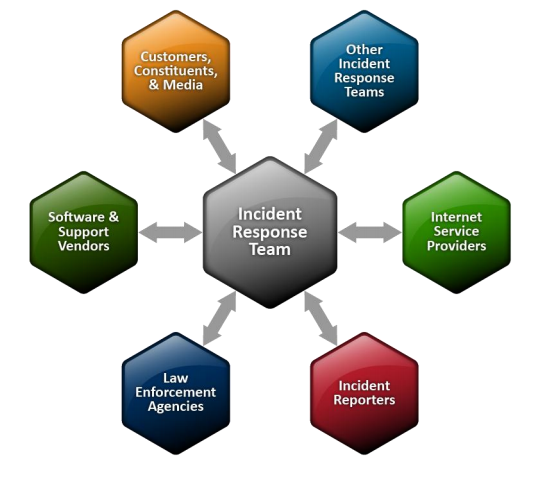 Customers,
Constituents,
& Media
Other
Incident
Response
Teams
Software &
Support
Vendors
Incident
Response
Team
Internet
Service
Providers
Law
Enforcement
Agencies
Incident
Reporters